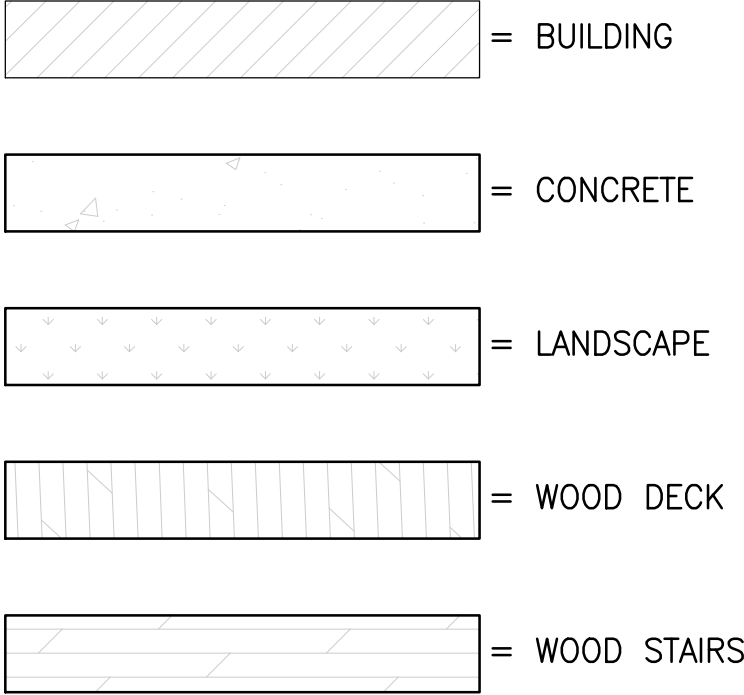 = BUILDING
= CONCRETE
= LANDSCAPE
= WOOD DECK
= WOOD STAIRS